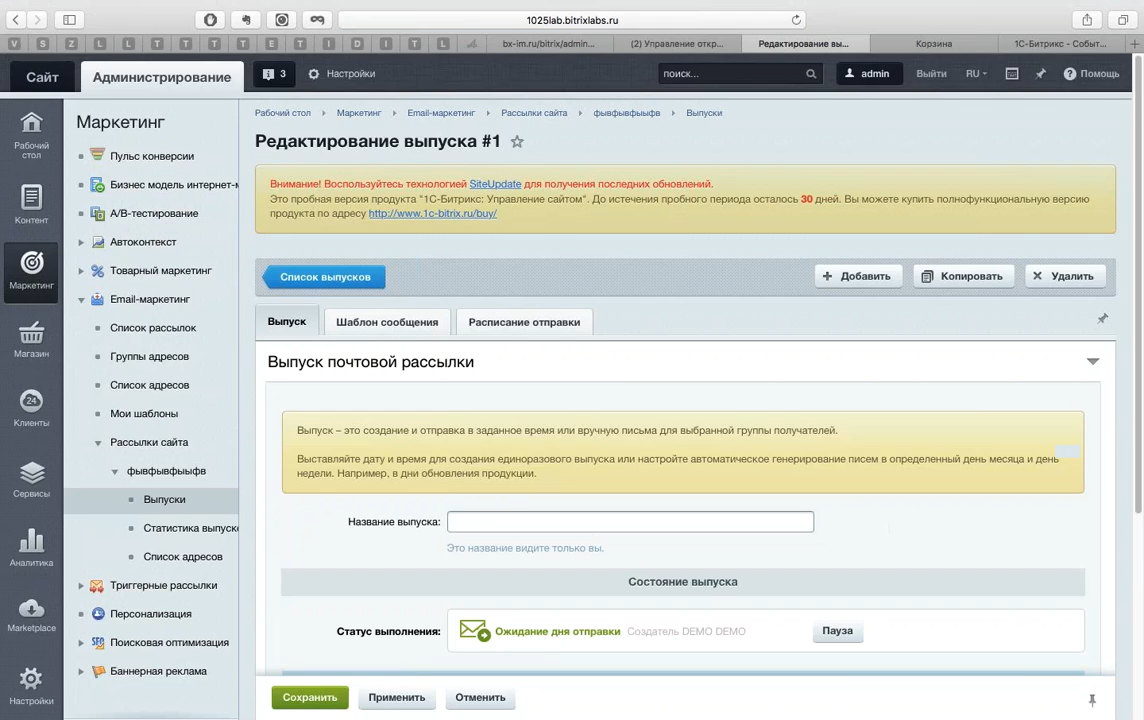 1025lab.bitrixlabs.ru
V S Z L L T T T T E T I D I T L
bx-im.ru/bitrix/admin...
(2) Управление откр...
Редактирование вы...
Корзина
1С-Битрикс - Событ...
Сайт
Администрирование
3
Настройки
поиск...
admin
Выйти
RU
Помощь
Рабочий стол
Контент
Маркетинг
Магазин
24
Клиенты
Сервисы
Аналитика
Marketplace
Настройки
Маркетинг
Пульс конверсии
Бизнес модель интернет-м
A/B-тестирование
Автоконтекст
Товарный маркетинг
Email-маркетинг
Список рассылок
Группы адресов
Список адресов
Мои шаблоны
Рассылки сайта
фывфывфыыфв
Выпуски
Статистика выпуск
Список адресов
Триггерные рассылки
Персонализация
SEO
Поисковая оптимизация
Баннерная реклама
Рабочий стол Маркетинг Email-маркетинг Рассылки сайта фывфывфыыфв Выпуски
Редактирование выпуска #1
Внимание! Воспользуйтесь технологией SiteUpdate для получения последних обновлений.
Это пробная версия продукта "1С-Битрикс: Управление сайтом". До истечения пробного периода осталось 30 дней. Вы можете купить полнофункциональную версию
продукта по адресу http://www.1c-bitrix.ru/buy/
Список выпусков
Добавить
Копировать
Удалить
Выпуск
Шаблон сообщения
Расписание отправки
Выпуск почтовой рассылки
Выпуск – это создание и отправка в заданное время или вручную письма для выбранной группы получателей.
Выставляйте дату и время для создания единоразового выпуска или настройте автоматическое генерирование писем в определенный день месяца и день
недели. Например, в дни обновления продукции.
Название выпуска:
Это название видите только вы.
Состояние выпуска
Статус выполнения:
Ожидание дня отправки Создатель DEMO DEMO
Пауза
Сохранить
Применить
Отменить